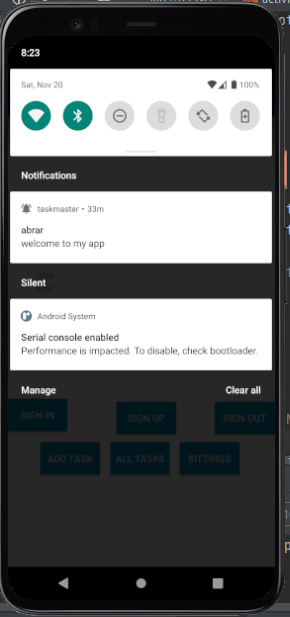 8:23
Sat, Nov 20
100%
Notifications
taskmaster • 33m
abrar
welcome to my app
Silent
Android System
Serial console enabled
Performance is impacted. To disable, check bootloader.
Manage
Clear all
SIGN IN
SIGN UP
SIGN OUT
ADD TASK
ALL TASKS
SITTINGS